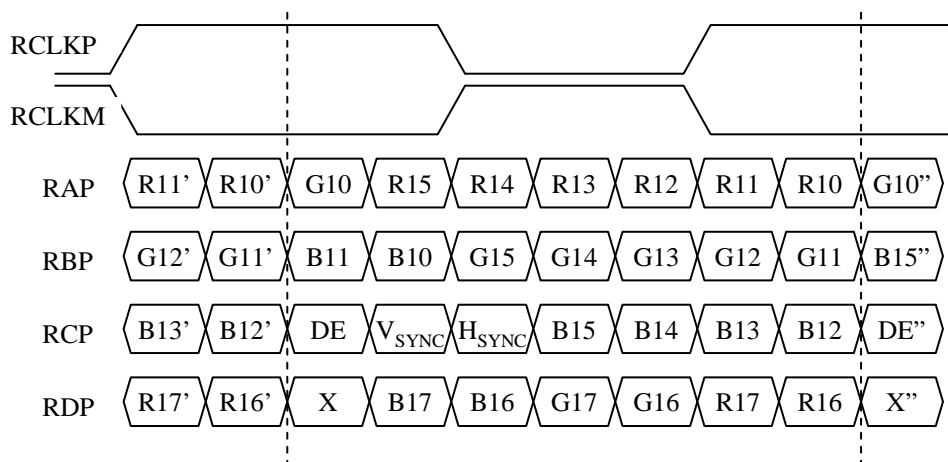 RCLKP
RCLKM
RAP R11’ R10’ G10 R15 R14 R13 R12 R11 R10 G10”
RBP G12’ G11’ B11 B10 G15 G14 G13 G12 G11 B15”
RCP B13’ B12’ DE VSYNC HSYNC B15 B14 B13 B12 DE”
RDP R17’ R16’ X B17 B16 G17 G16 R17 R16 X”